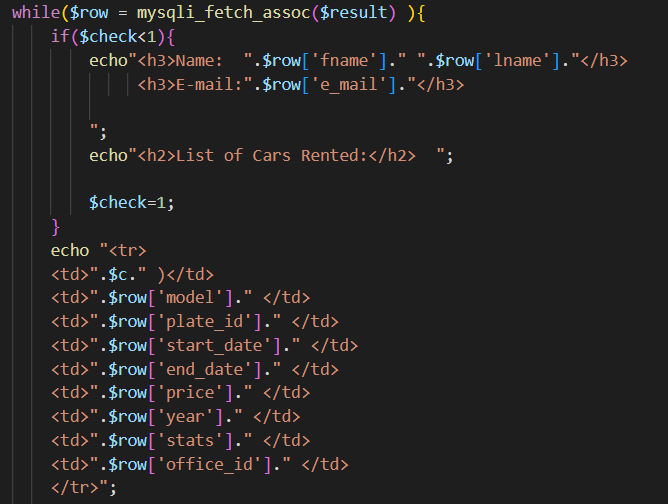 while($row = mysqli_fetch_assoc($result) ){
if($check<1){
echo"<h3>Name:  ".$row['fname']." ".$row['lname']."</h3>
<h3>E-mail:".$row['e_mail']."</h3>
";
echo"<h2>List of Cars Rented:</h2>  ";
$check=1;
}
echo "<tr>
<td>".$c." )</td>
<td>".$row['model']." </td>
<td>".$row['plate_id']." </td>
<td>".$row['start_date']." </td>
<td>".$row['end_date']." </td>
<td>".$row['price']." </td>
<td>".$row['year']." </td>
<td>".$row['stats']." </td>
<td>".$row['office_id']." </td>
</tr>";